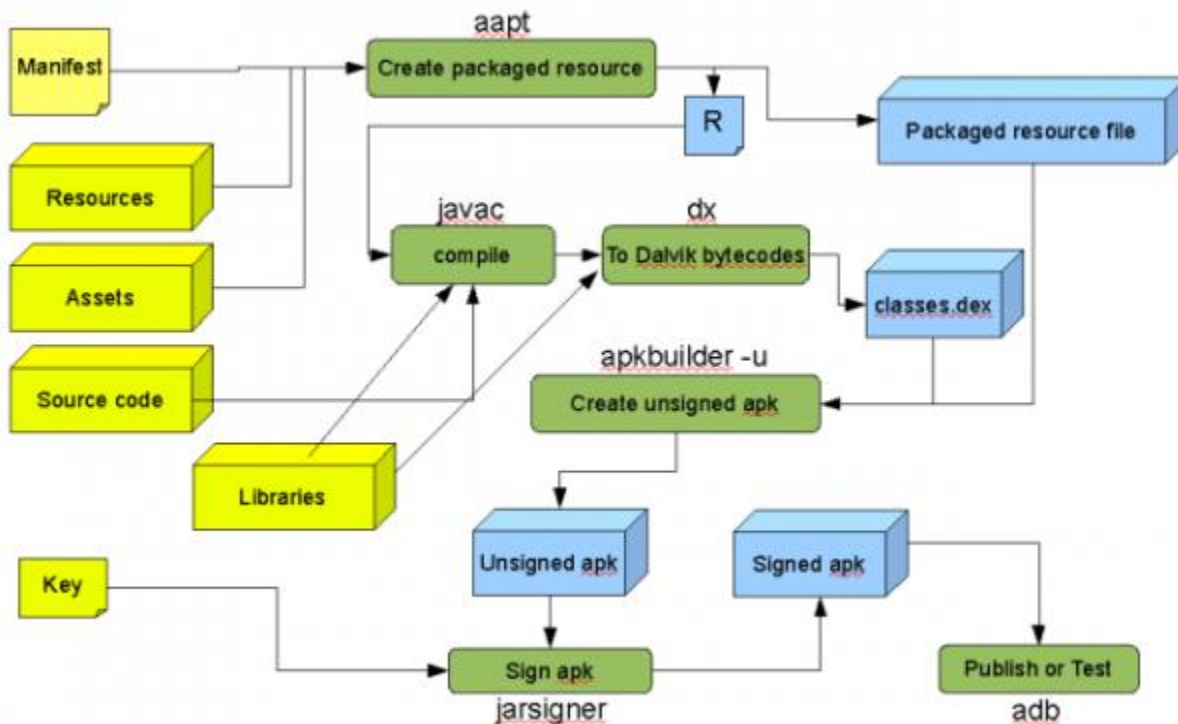 aapt
Manifest
Create packaged resource
R
Packaged resource file
Resources
javac
dx
compile
To Dalvik bytecodes
Assets
classes.dex
apkbuilder -u
Source code
Create unsigned apk
Libraries
Unsigned apk
Signed apk
Key
Sign apk
Publish or Test
jarsigner
adb